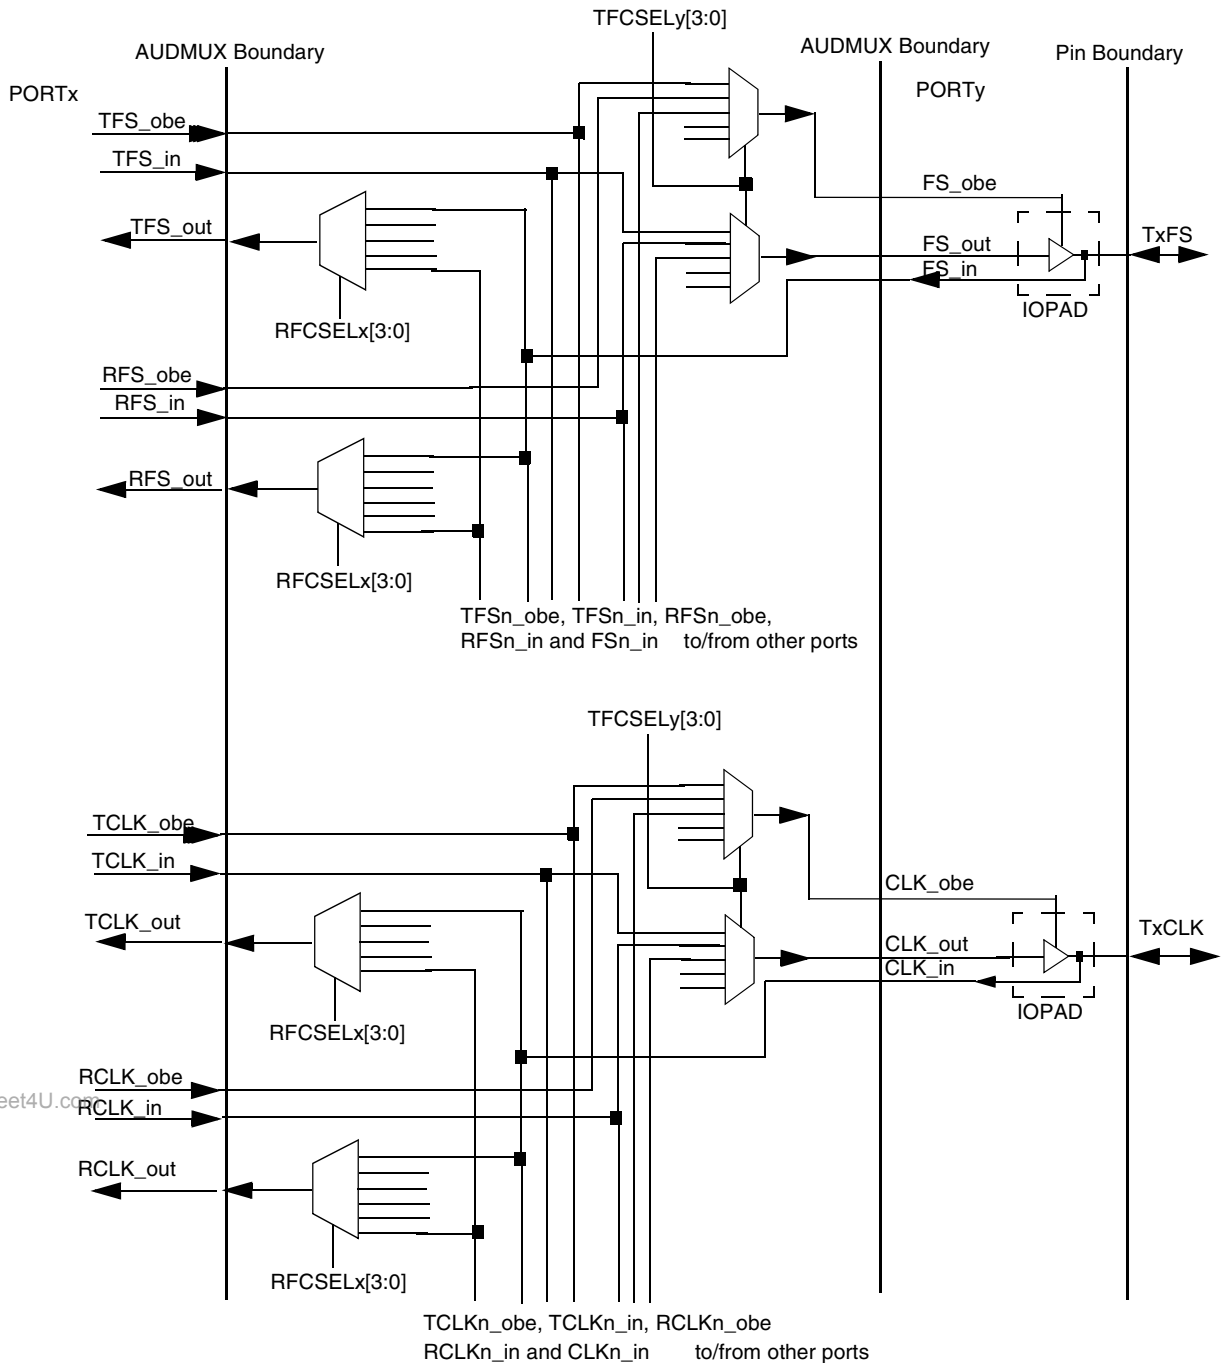 TFCSELy[3:0]
AUDMUX Boundary
AUDMUX Boundary
Pin Boundary
PORTx
PORTy
TFS_obe
TFS_in
FS_obe
TFS_out
FS_out
TxFS
FS_in
IOPAD
RFCSELx[3:0]
RFS_obe
RFS_in
RFS_out
RFCSELx[3:0]
TFSn_obe, TFSn_in, RFSn_obe,
RFSn_in and FSn_in to/from other ports
TFCSELy[3:0]
TCLK_obe
TCLK_in
CLK_obe
TCLK_out
CLK_out
TxCLK
CLK_in
IOPAD
RFCSELx[3:0]
RCLK_obe
eet4U.com
RCLK_in
RCLK_out
RFCSELx[3:0]
TCLKn_obe, TCLKn_in, RCLKn_obe
RCLKn_in and CLKn_in to/from other ports